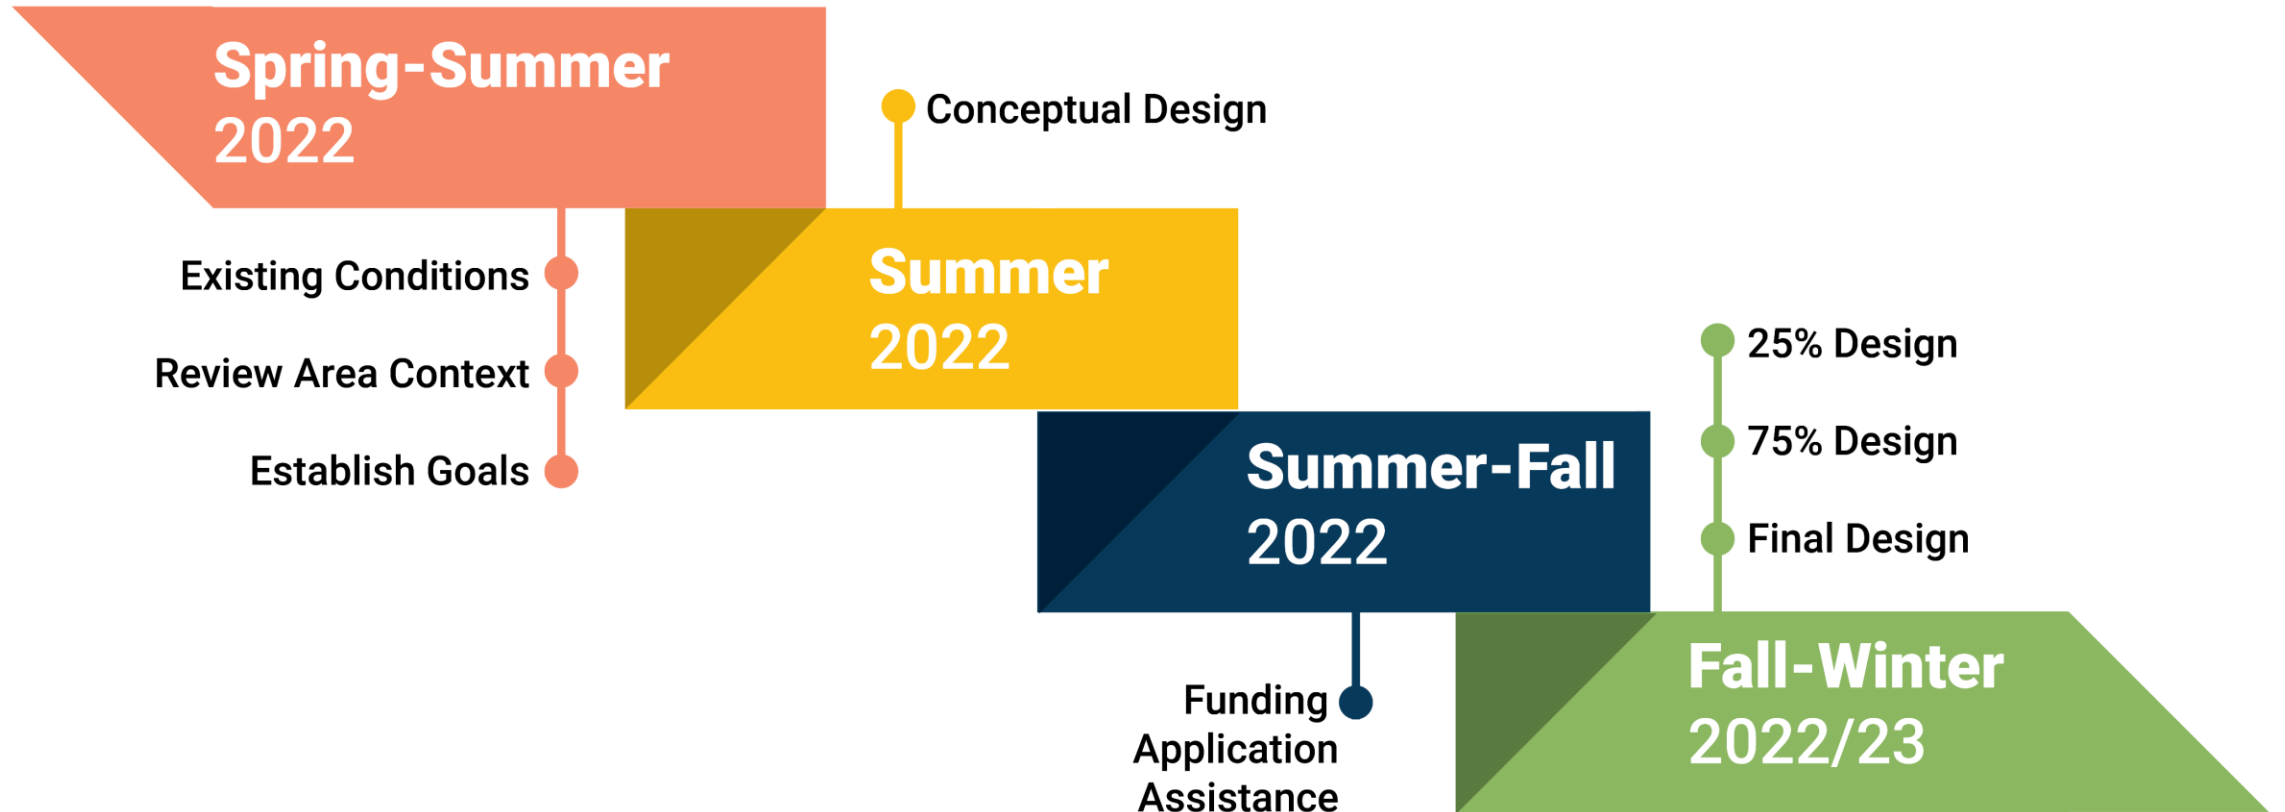 Spring-Summer
2022
Existing Conditions
Review Area Context
Establish Goals
Conceptual Design
Summer
2022
Summer-Fall
2022
Funding
Application
Assistance
25% Design
75% Design
Final Design
Fall-Winter
2022/23